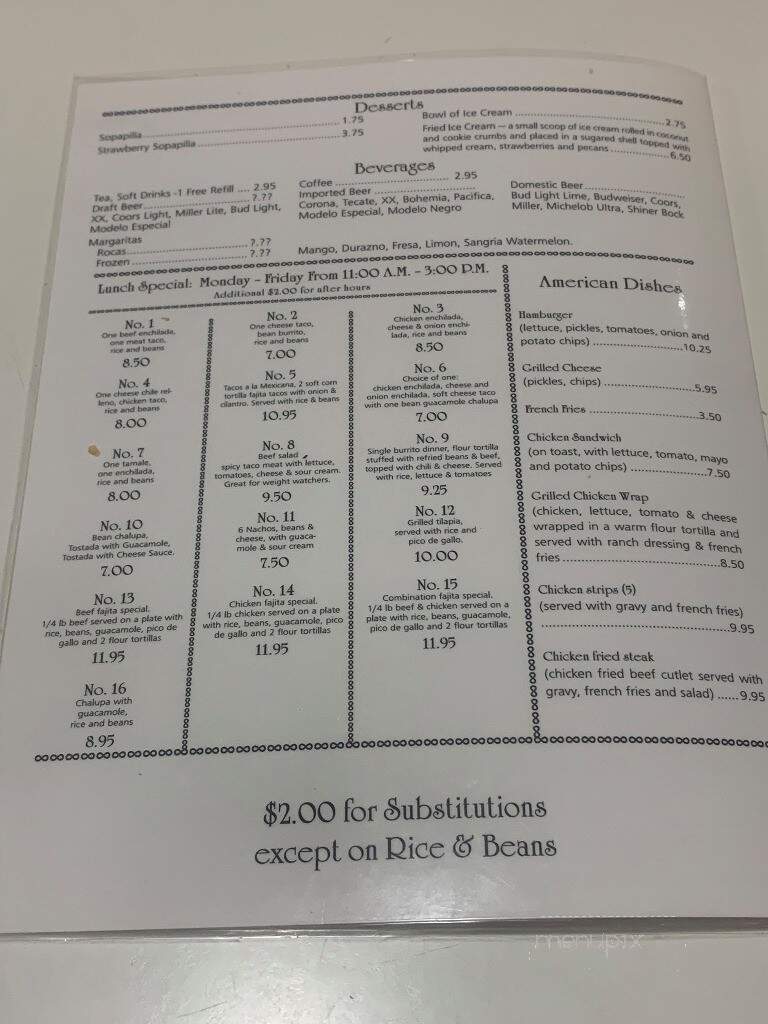 Desserts
Sopapilla 1.75
Strawberry Sopapilla 3.75
Bowl of Ice Cream 2.75
Fried Ice Cream – a small scoop of ice cream rolled in coconut
and cookie crumbs and placed in a sugared shell topped with
whipped cream, strawberries and pecans 6.50
Beverages
Tea, Soft Drinks -1 Free Refill .... 2.95
Draft Beer ?.??
XX, Coors Light, Miller Lite, Bud Light,
Modelo Especial
Coffee 2.95
Imported Beer
Corona, Tecate, XX, Bohemia, Pacifica,
Modelo Especial, Modelo Negro
Domestic Beer
Bud Light Lime, Budweiser, Coors,
Miller, Michelob Ultra, Shiner Bock
Margaritas
Rocas ?.??
Frozen ?.??
Mango, Durazno, Fresa, Limon, Sangria Watermelon.
Lunch Special: Monday - Friday From 11:00 A.M. - 3:00 P.M.
Additional $2.00 for after hours
No. 1
One beef enchilada,
one meat taco,
rice and beans
8.50
No. 2
One cheese taco,
bean burrito,
rice and beans
7.00
No. 3
Chicken enchilada,
cheese & onion enchi-
lada, rice and beans
8.50
No. 4
One cheese chile rel-
leno, chicken taco,
rice and beans
8.00
No. 5
Tacos a la Mexicana, 2 soft corn
tortilla fajita tacos with onion &
cilantro. Served with rice & beans
10.95
No. 6
Choice of one:
chicken enchilada, cheese and
onion enchilada, soft cheese taco
with one bean guacamole chalupa
7.00
No. 7
One tamale,
one enchilada,
rice and beans
8.00
No. 8
Beef salad
spicy taco meat with lettuce,
tomatoes, cheese & sour cream.
Great for weight watchers.
9.50
No. 9
Single burrito dinner, flour tortilla
stuffed with refried beans & beef,
topped with chili & cheese. Served
with rice, lettuce & tomatoes
9.25
No. 10
Bean chalupa,
Tostada with Guacamole,
Tostada with Cheese Sauce.
7.00
No. 11
6 Nachos, beans &
cheese, with guaca-
mole & sour cream
7.50
No. 12
Grilled tilapia,
served with rice and
pico de gallo.
10.00
No. 13
Beef fajita special.
1/4 lb beef served on a plate with
rice, beans, guacamole, pico de
gallo and 2 flour tortillas
11.95
No. 14
Chicken fajita special.
1/4 lb chicken served on a plate
with rice, beans, guacamole, pico
de gallo and 2 flour tortillas
11.95
No. 15
Combination fajita special.
1/4 lb beef & chicken served on a
plate with rice, beans, guacamole,
pico de gallo and 2 flour tortillas
11.95
No. 16
Chalupa with
guacamole,
rice and beans
8.95
American Dishes
Hamburger
(lettuce, pickles, tomatoes, onion and
potato chips) 10.25
Grilled Cheese
(pickles, chips) 5.95
French Fries 3.50
Chicken Sandwich
(on toast, with lettuce, tomato, mayo
and potato chips) 7.50
Grilled Chicken Wrap
(chicken, lettuce, tomato & cheese
wrapped in a warm flour tortilla and
served with ranch dressing & french
fries 8.50
Chicken strips (5)
(served with gravy and french fries)
9.95
Chicken fried steak
(chicken fried beef cutlet served with
gravy, french fries and salad) ......9.95
$2.00 for Substitutions
except on Rice & Beans